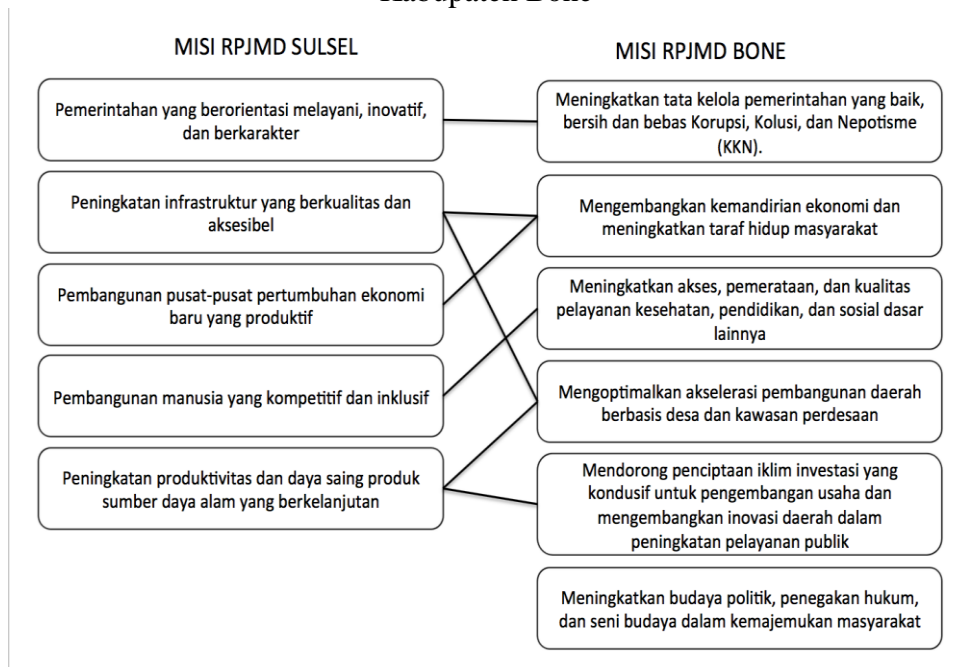 Kabupaten Bone
MISI RPJMD SULSEL
Pemerintahan yang berorientasi melayani, inovatif,
dan berkarakter
Peningkatan infrastruktur yang berkualitas dan
aksesibel
Pembangunan pusat-pusat pertumbuhan ekonomi
baru yang produktif
Pembangunan manusia yang kompetitif dan inklusif
Peningkatan produktivitas dan daya saing produk
sumber daya alam yang berkelanjutan
MISI RPJMD BONE
Meningkatkan tata kelola pemerintahan yang baik,
bersih dan bebas Korupsi, Kolusi, dan Nepotisme
(KKN).
Mengembangkan kemandirian ekonomi dan
meningkatkan taraf hidup masyarakat
Meningkatkan akses, pemerataan, dan kualitas
pelayanan kesehatan, pendidikan, dan sosial dasar
lainnya
Mengoptimalkan akselerasi pembangunan daerah
berbasis desa dan kawasan perdesaan
Mendorong penciptaan iklim investasi yang
kondusif untuk pengembangan usaha dan
mengembangkan inovasi daerah dalam
peningkatan pelayanan publik
Meningkatkan budaya politik, penegakan hukum,
dan seni budaya dalam kemajemukan masyarakat